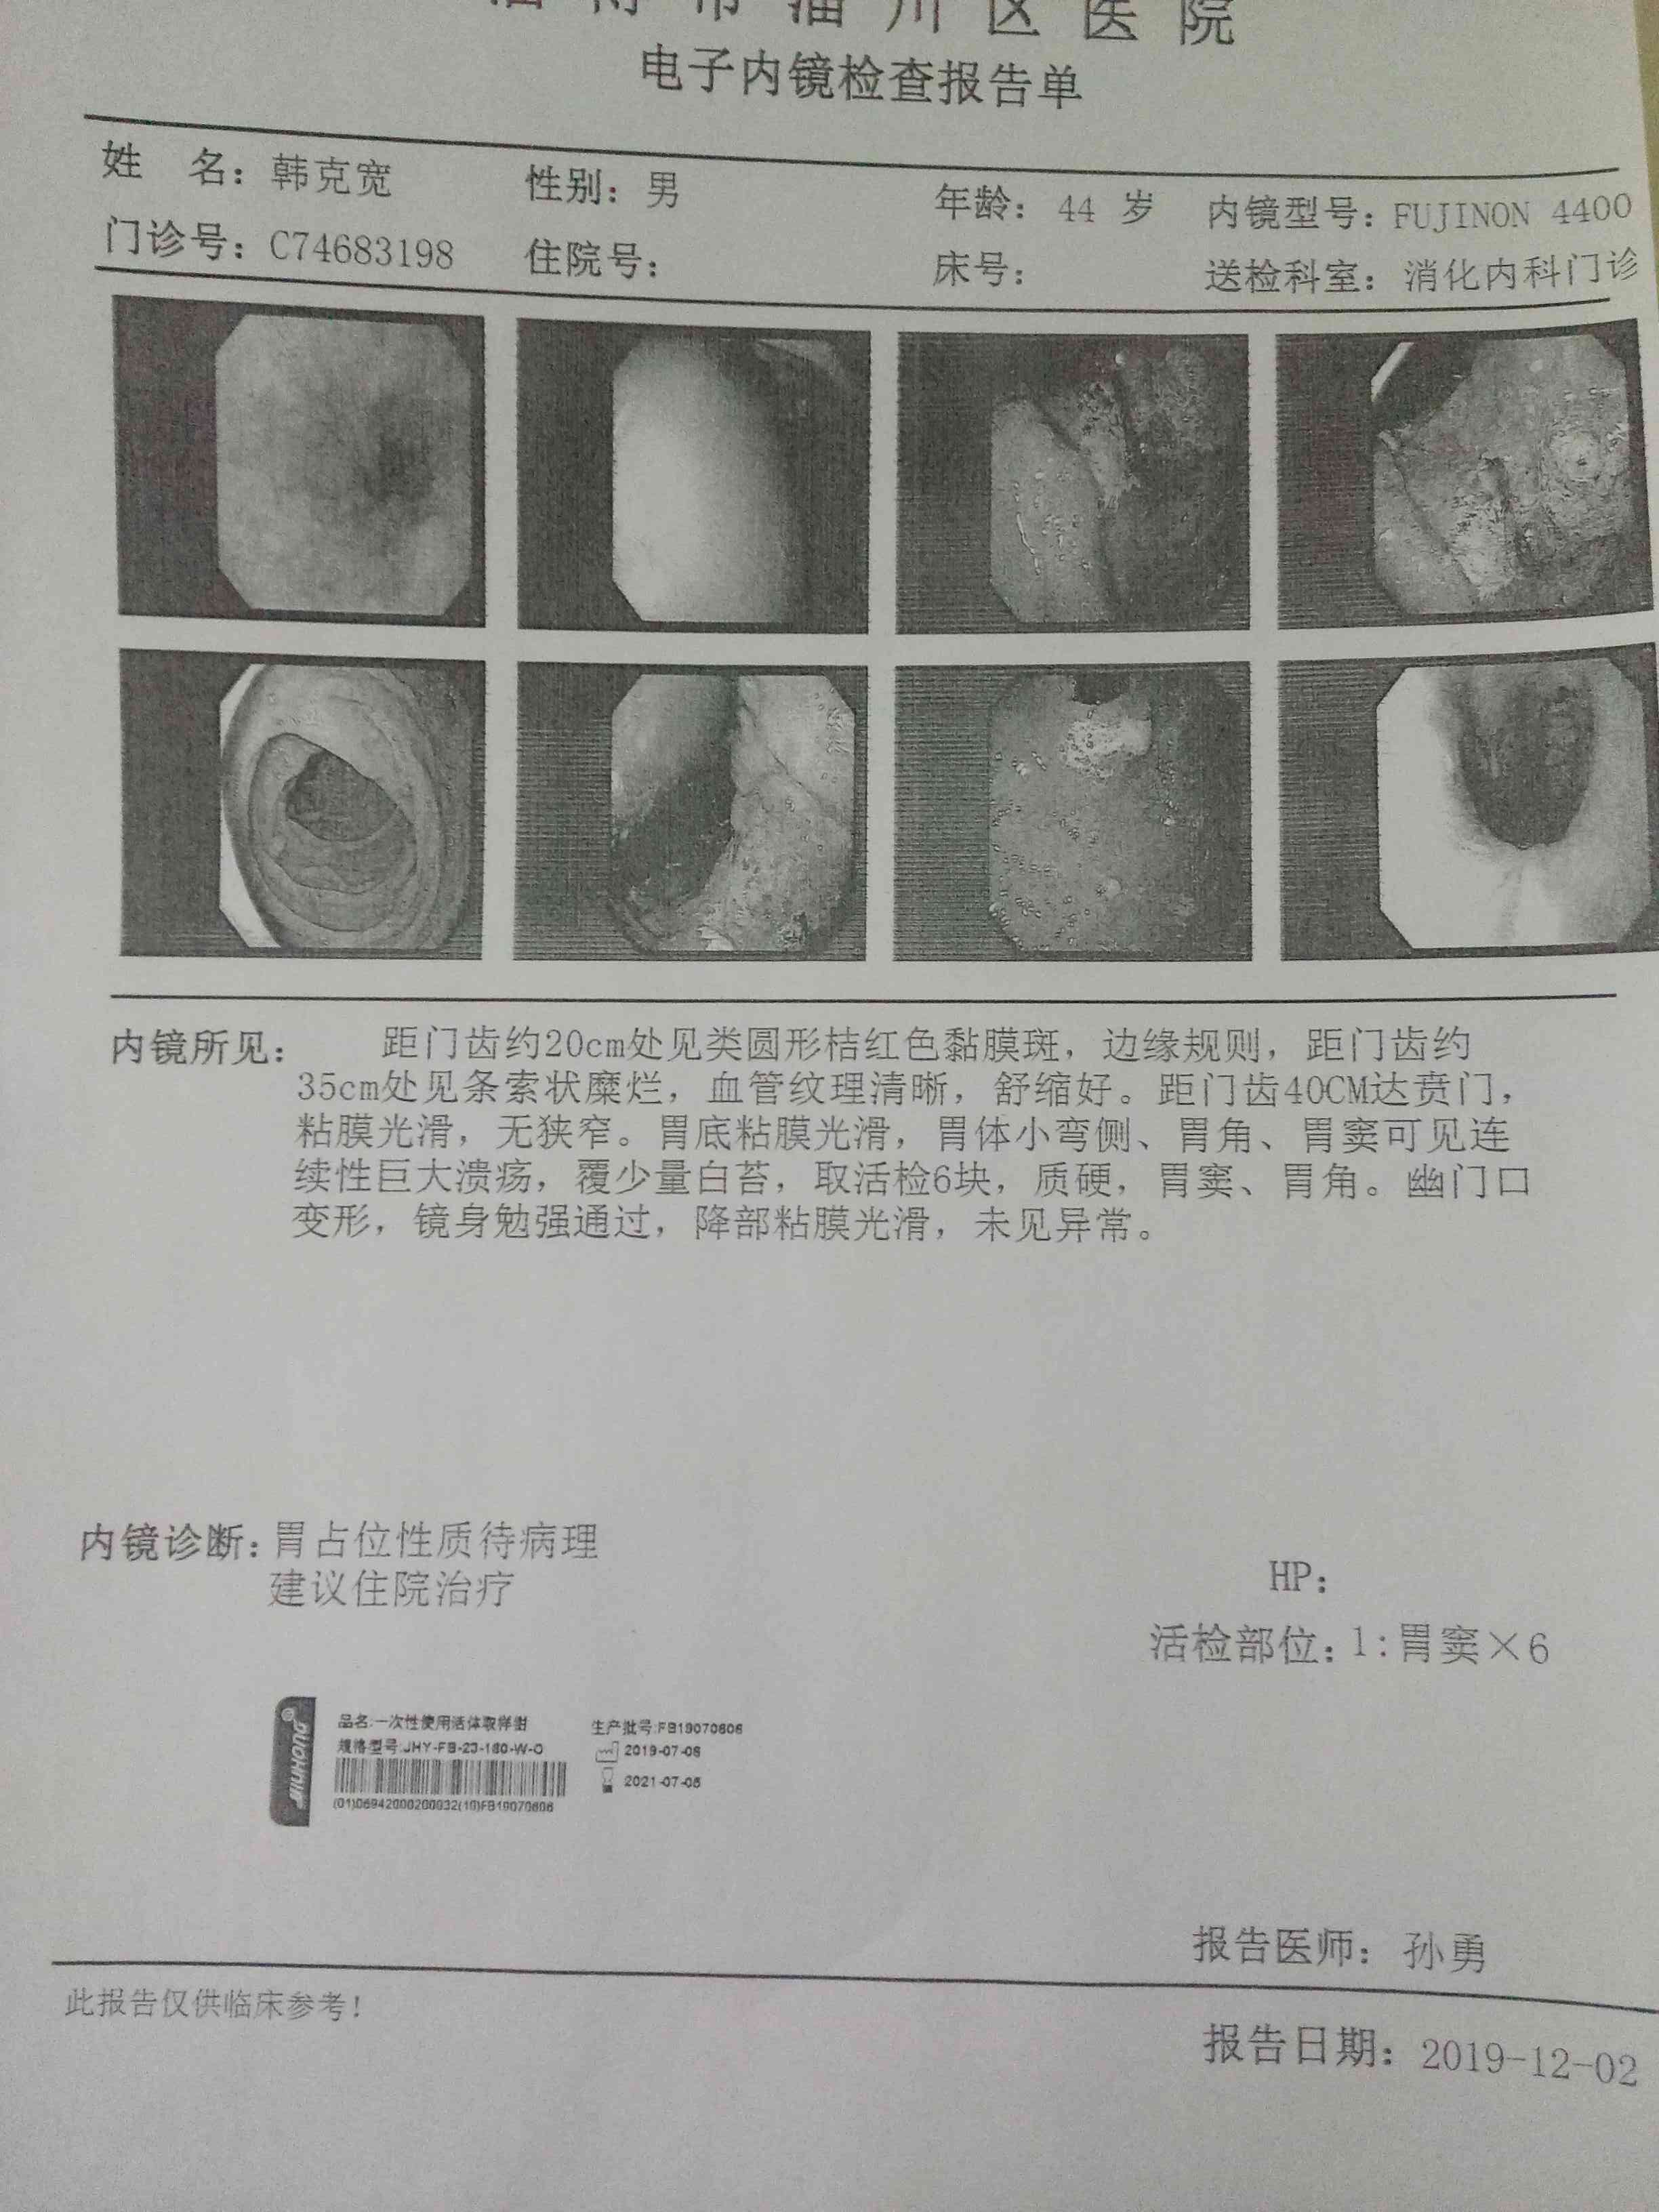 淄博市淄川区医院
电子内镜检查报告单
姓 名：韩克宽 性别：男 年龄：44 岁 内镜型号：FUJINON 4400
门诊号：C74683198 住院号： 床号： 送检科室：消化内科门诊
内镜所见： 距门齿约20cm处见类圆形桔红色黏膜斑，边缘规则，距门齿约
35cm处见条索状糜烂，血管纹理清晰，舒缩好。距门齿40CM达贲门，
粘膜光滑，无狭窄。胃底粘膜光滑，胃体小弯侧、胃角、胃窦可见连
续性巨大溃疡，覆少量白苔，取活检6块，质硬，胃窦、胃角。幽门口
变形，镜身勉强通过，降部粘膜光滑，未见异常。
内镜诊断：胃占位性质待病理
建议住院治疗
HP：
活检部位：1:胃窦×6
品名:一次性使用活体取样钳 生产批号:FB19070606
规格型号:JHY-FB-23-180-W-O 2019-07-06
2021-07-05
(01)06942000200032(10)FB19070606
报告医师：孙勇
此报告仅供临床参考!
报告日期：2019-12-02